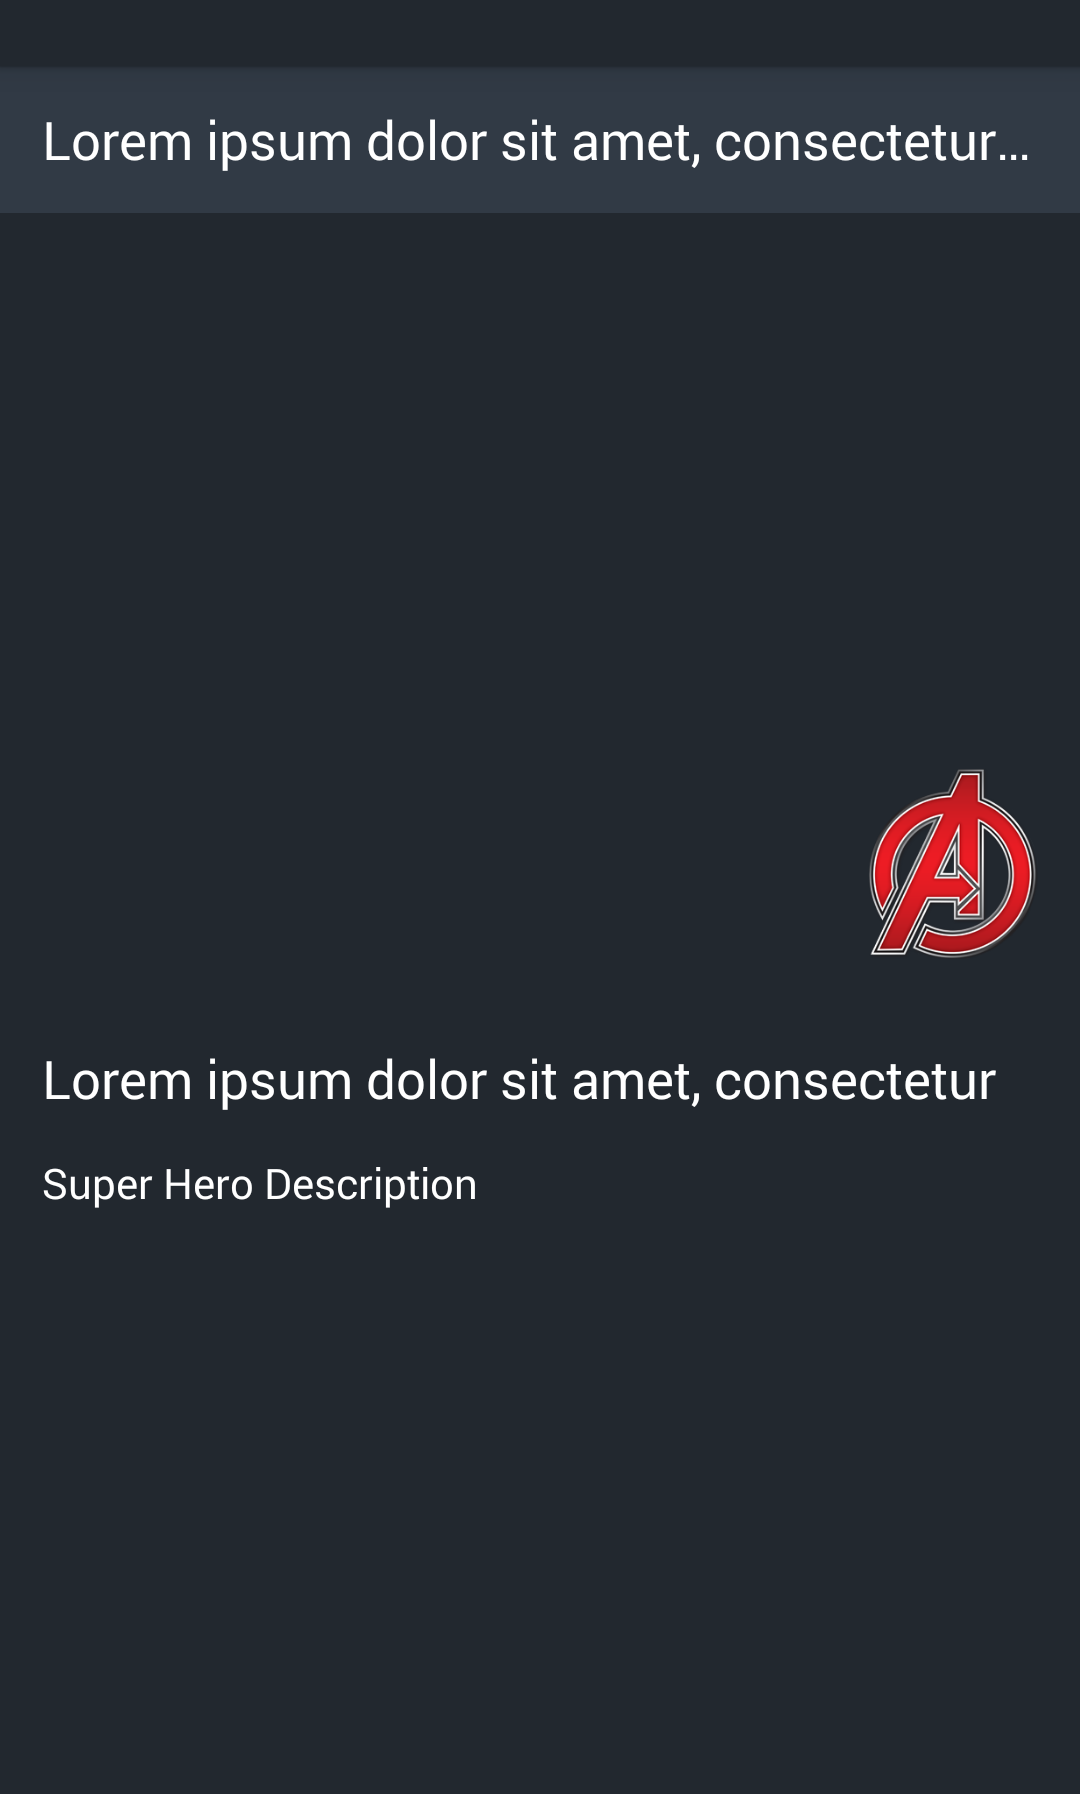 Lorem ipsum dolor sit amet, consectetur...
Lorem ipsum dolor sit amet, consectetur
Super Hero Description